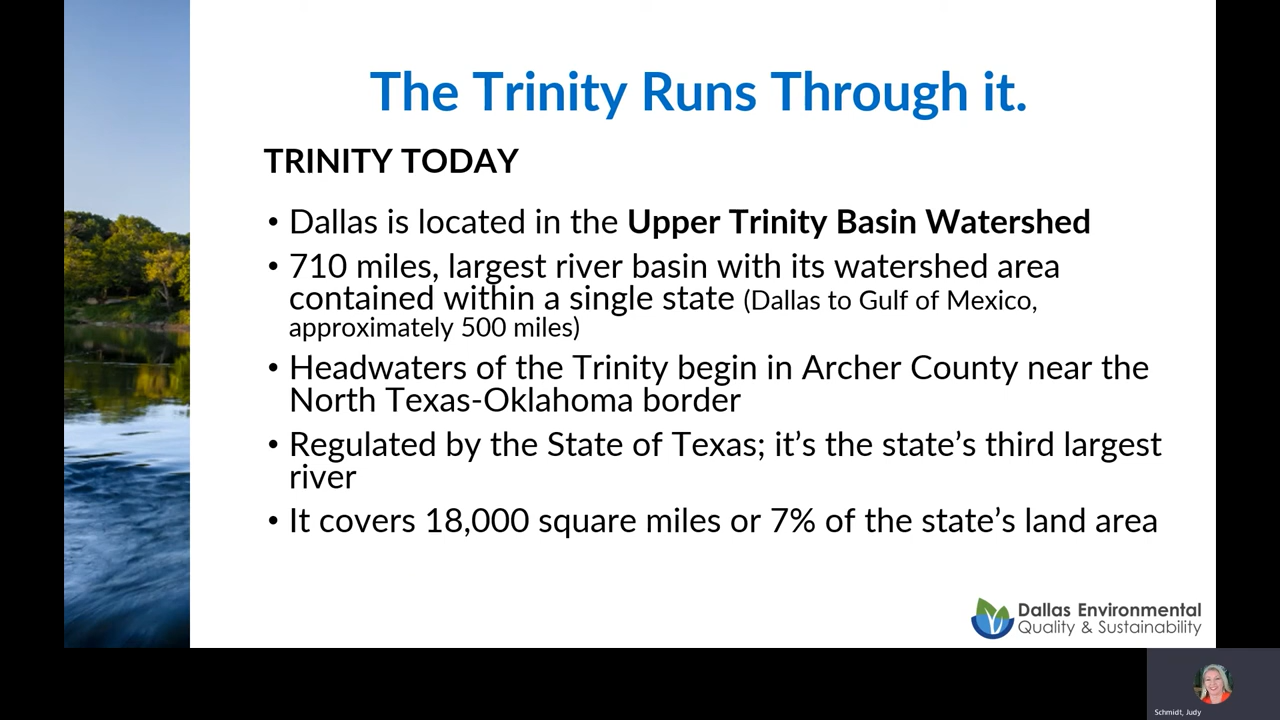 The Trinity Runs Through it.
TRINITY TODAY
• Dallas is located in the Upper Trinity Basin Watershed
• 710 miles, largest river basin with its watershed area
contained within a single state (Dallas to Gulf of Mexico,
approximately 500 miles)
• Headwaters of the Trinity begin in Archer County near the
North Texas-Oklahoma border
• Regulated by the State of Texas; it’s the state’s third largest
river
• It covers 18,000 square miles or 7% of the state’s land area
Dallas Environmental
Quality & Sustainability
Schmidt, Judy